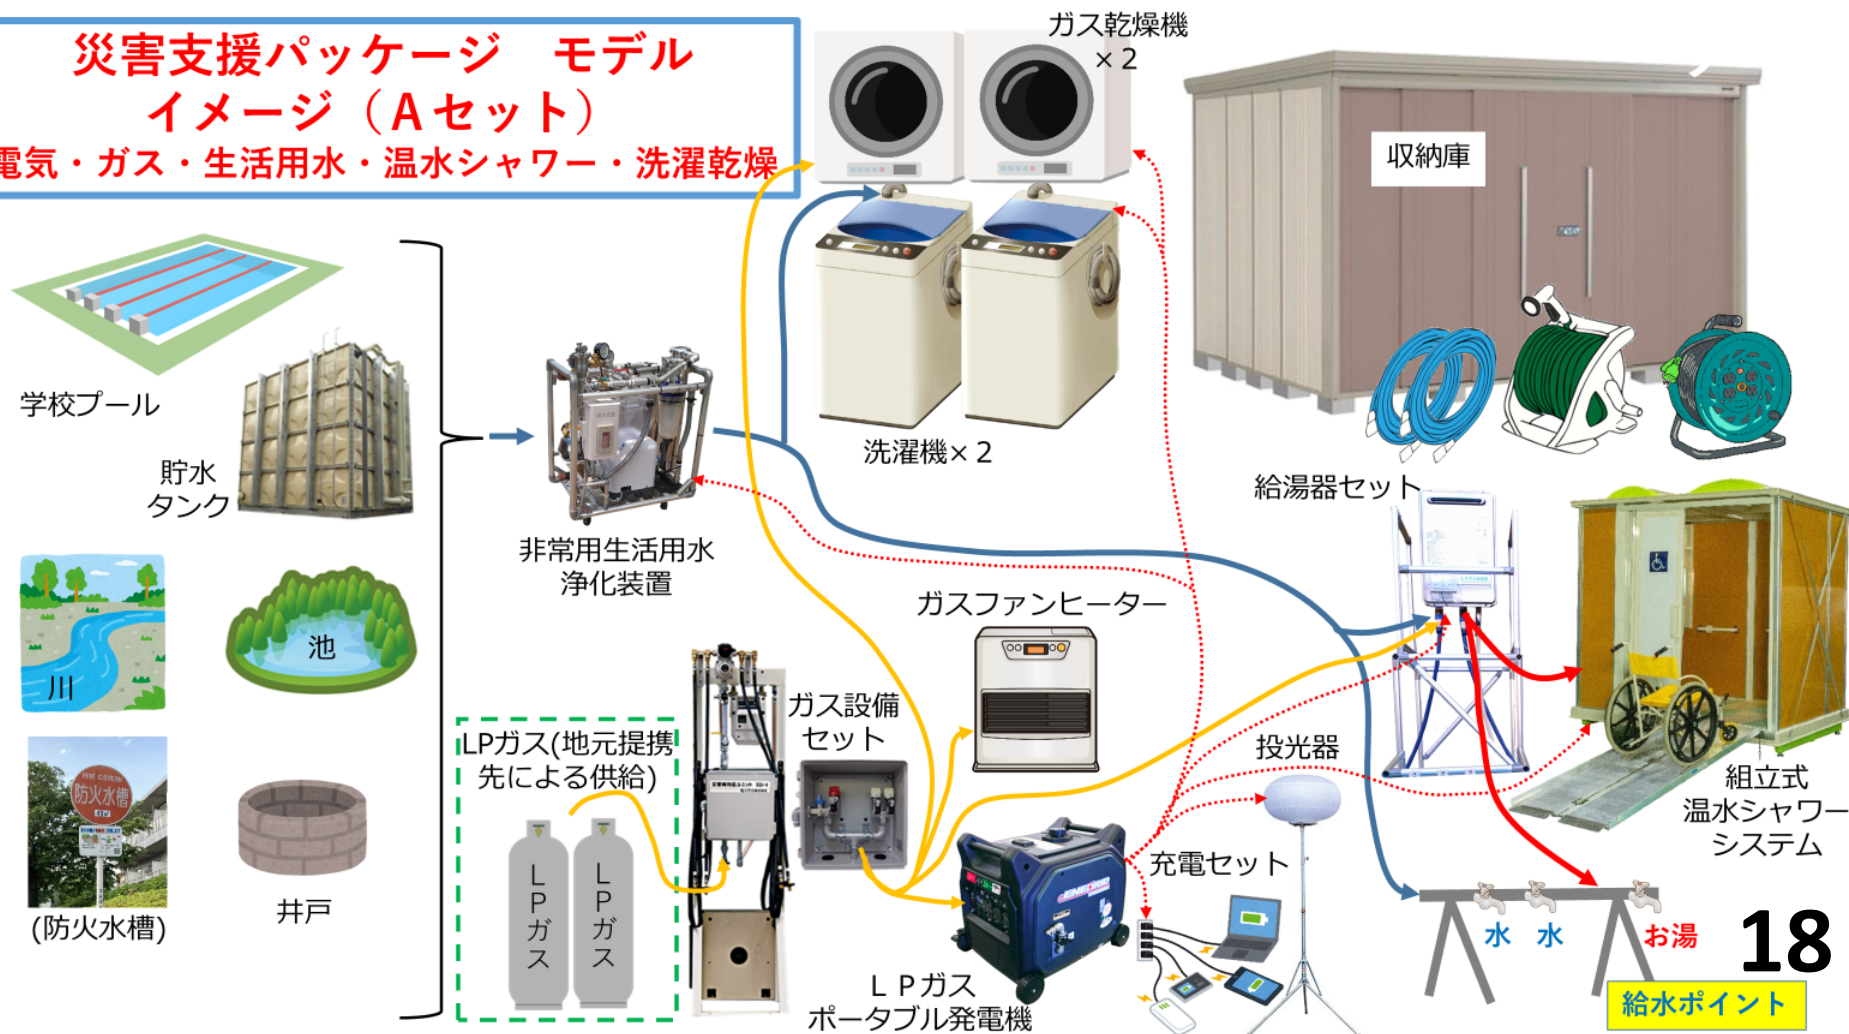 災害支援パッケージ　モデル
イメージ（Aセット）
電気・ガス・生活用水・温水シャワー・洗濯乾燥
ガス乾燥機
×２
収納庫
学校プール
貯水
タンク
洗濯機×２
給湯器セット
非常用生活用水
浄化装置
ガスファンヒーター
川
池
ガス設備
セット
LPガス(地元提携
先による供給)
投光器
組立式
温水シャワー
システム
防火水槽
(防火水槽)
井戸
LPガス
LPガス
充電セット
ＬＰガス
ポータブル発電機
水
水
お湯
18
給水ポイント